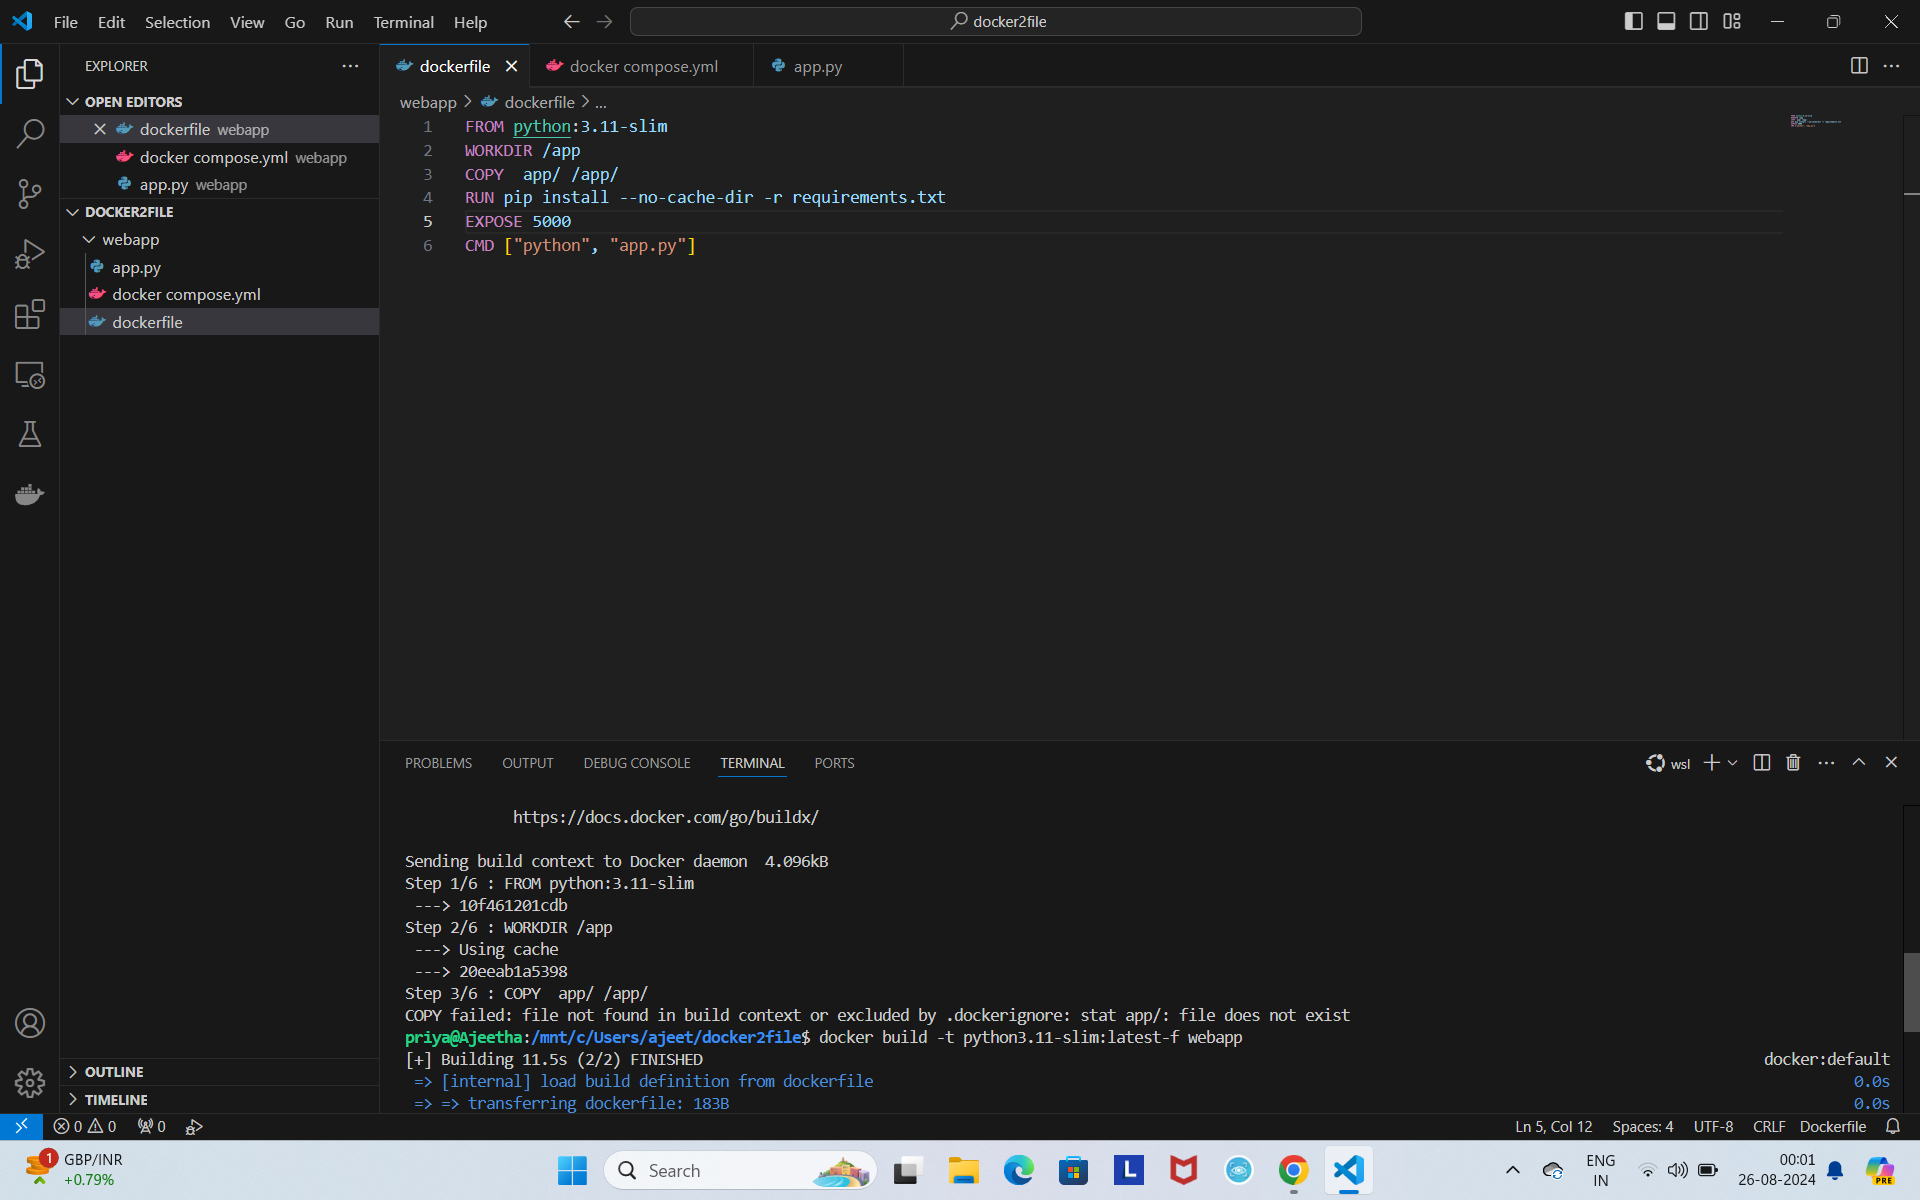 File Edit Selection View Go Run Terminal Help
docker2file
EXPLORER
OPEN EDITORS
dockerfile webapp
docker compose.yml webapp
app.py webapp
DOCKER2FILE
webapp
app.py
docker compose.yml
dockerfile
OUTLINE
TIMELINE
dockerfile docker compose.yml app.py
webapp > dockerfile > ...
1 FROM python:3.11-slim
2 WORKDIR /app
3 COPY  app/ /app/
4 RUN pip install --no-cache-dir -r requirements.txt
5 EXPOSE 5000
6 CMD ["python", "app.py"]
PROBLEMS OUTPUT DEBUG CONSOLE TERMINAL PORTS
wsl
https://docs.docker.com/go/buildx/
Sending build context to Docker daemon  4.096kB
Step 1/6 : FROM python:3.11-slim
---> 10f461201cdb
Step 2/6 : WORKDIR /app
---> Using cache
---> 20eeab1a5398
Step 3/6 : COPY  app/ /app/
COPY failed: file not found in build context or excluded by .dockerignore: stat app/: file does not exist
priya@Ajeetha:/mnt/c/Users/ajeet/docker2file$ docker build -t python3.11-slim:latest-f webapp
[+] Building 11.5s (2/2) FINISHED docker:default
=> [internal] load build definition from dockerfile 0.0s
=> => transferring dockerfile: 183B 0.0s
0 0 0 Ln 5, Col 12 Spaces: 4 UTF-8 CRLF Dockerfile
1 GBP/INR
+0.79%
Search
L
ENG
IN
00:01
26-08-2024
PRE